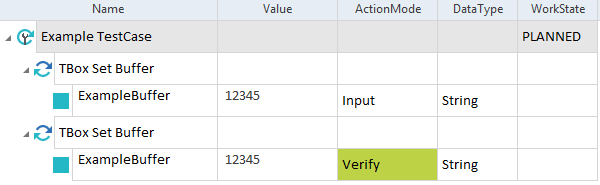 Name Value ActionMode DataType WorkState
Example TestCase PLANNED
TBox Set Buffer
ExampleBuffer 12345 Input String
TBox Set Buffer
ExampleBuffer 12345 Verify String